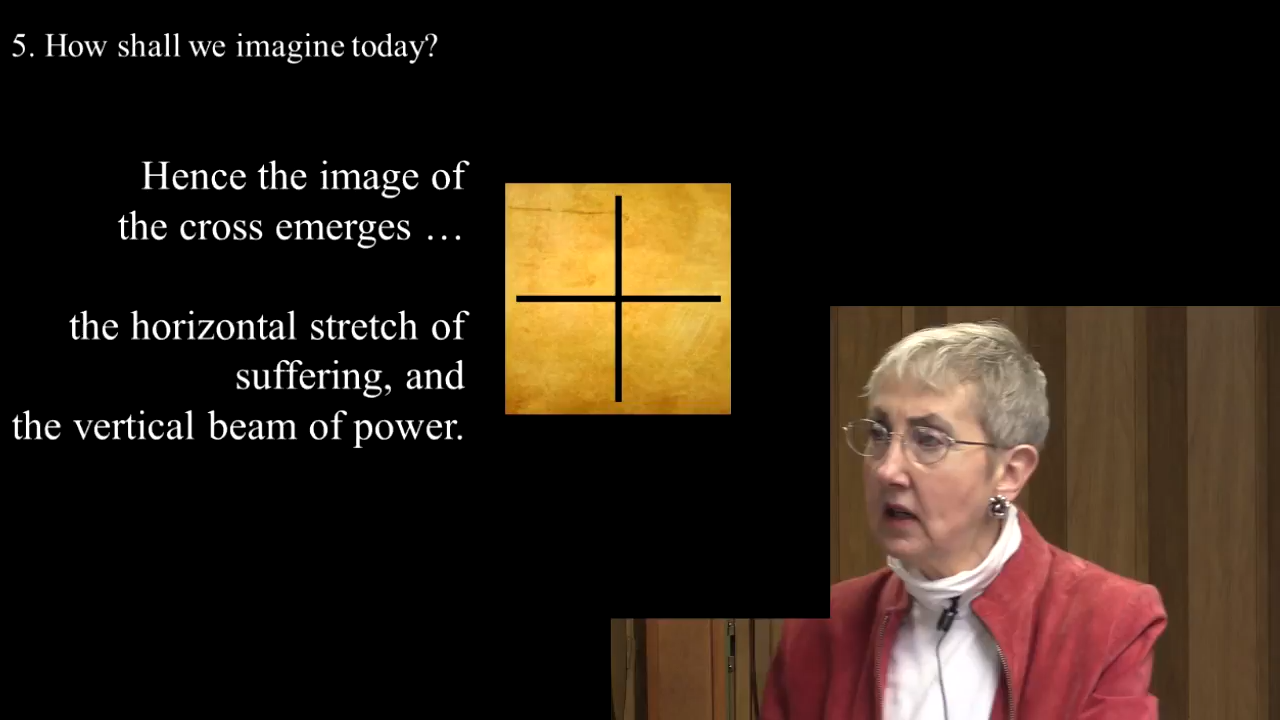 5. How shall we imagine today?
Hence the image of
the cross emerges …
the horizontal stretch of
suffering, and
the vertical beam of power.